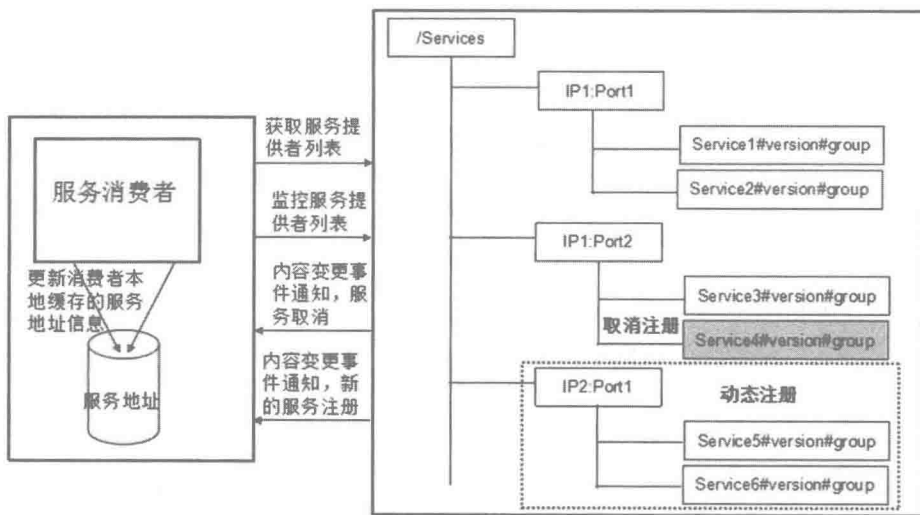 /Services
IP1:Port1
Service1#version#group
Service2#version#group
IP1:Port2
Service3#version#group
取消注册
Service4#version#group
IP2:Port1
动态注册
Service5#version#group
Service6#version#group
获取服务提
供者列表
监控服务提
供者列表
内容变更事
件通知，服
务取消
内容变更事
件通知，新
的服务注册
服务消费者
更新消费者本
地缓存的服务
地址信息
服务地址